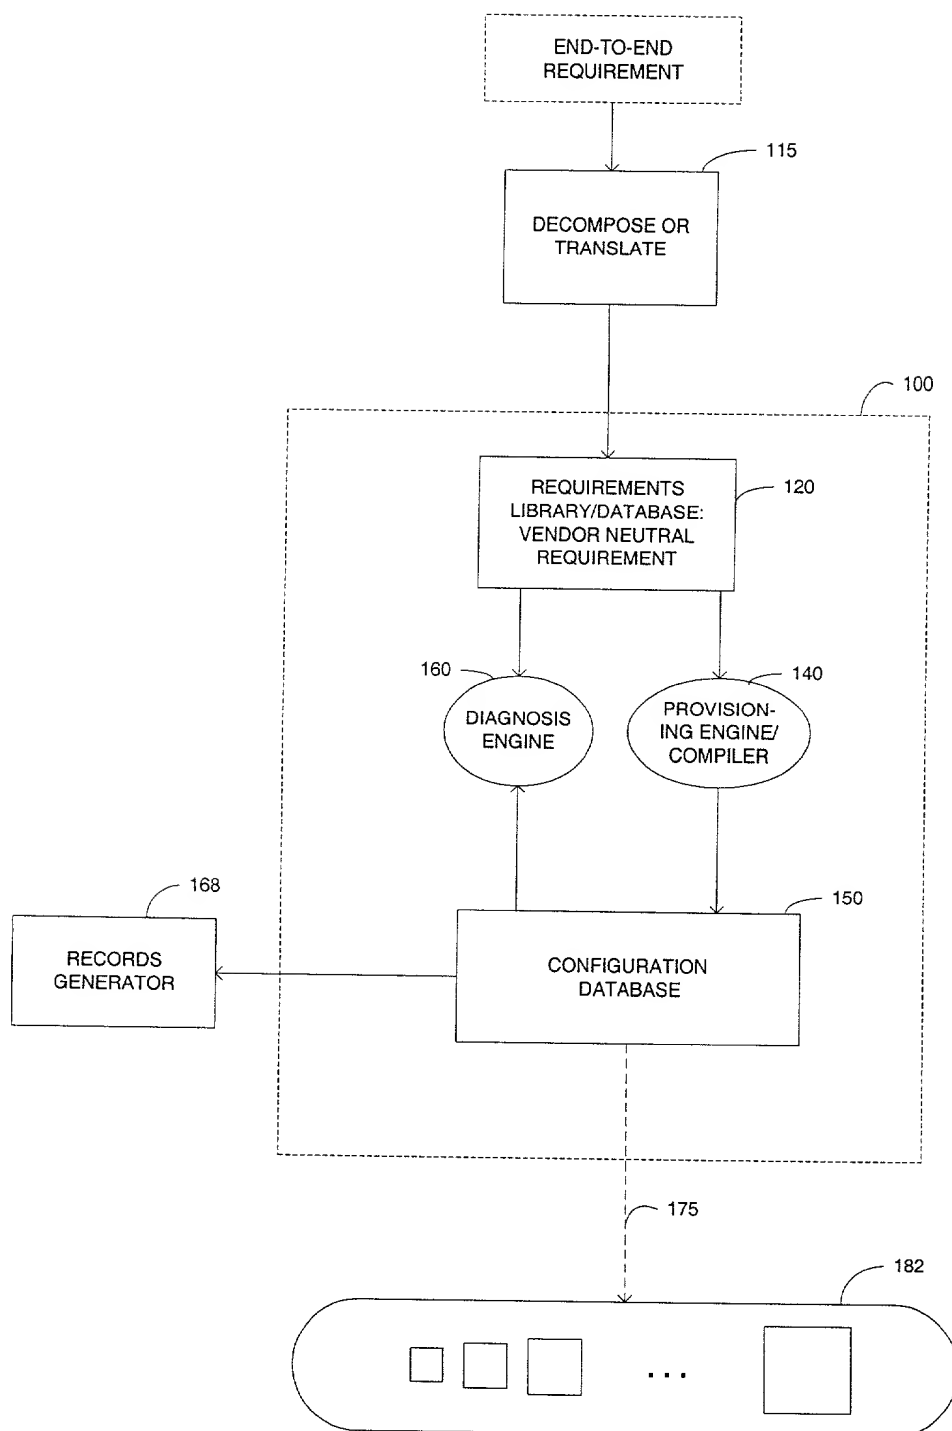 END-TO-END
REQUIREMENT
115
DECOMPOSE OR
TRANSLATE
100
REQUIREMENTS
LIBRARY/DATABASE:
VENDOR NEUTRAL
REQUIREMENT
120
160
140
DIAGNOSIS
ENGINE
PROVISION-
ING ENGINE/
COMPILER
168
150
RECORDS
GENERATOR
CONFIGURATION
DATABASE
175
182
...